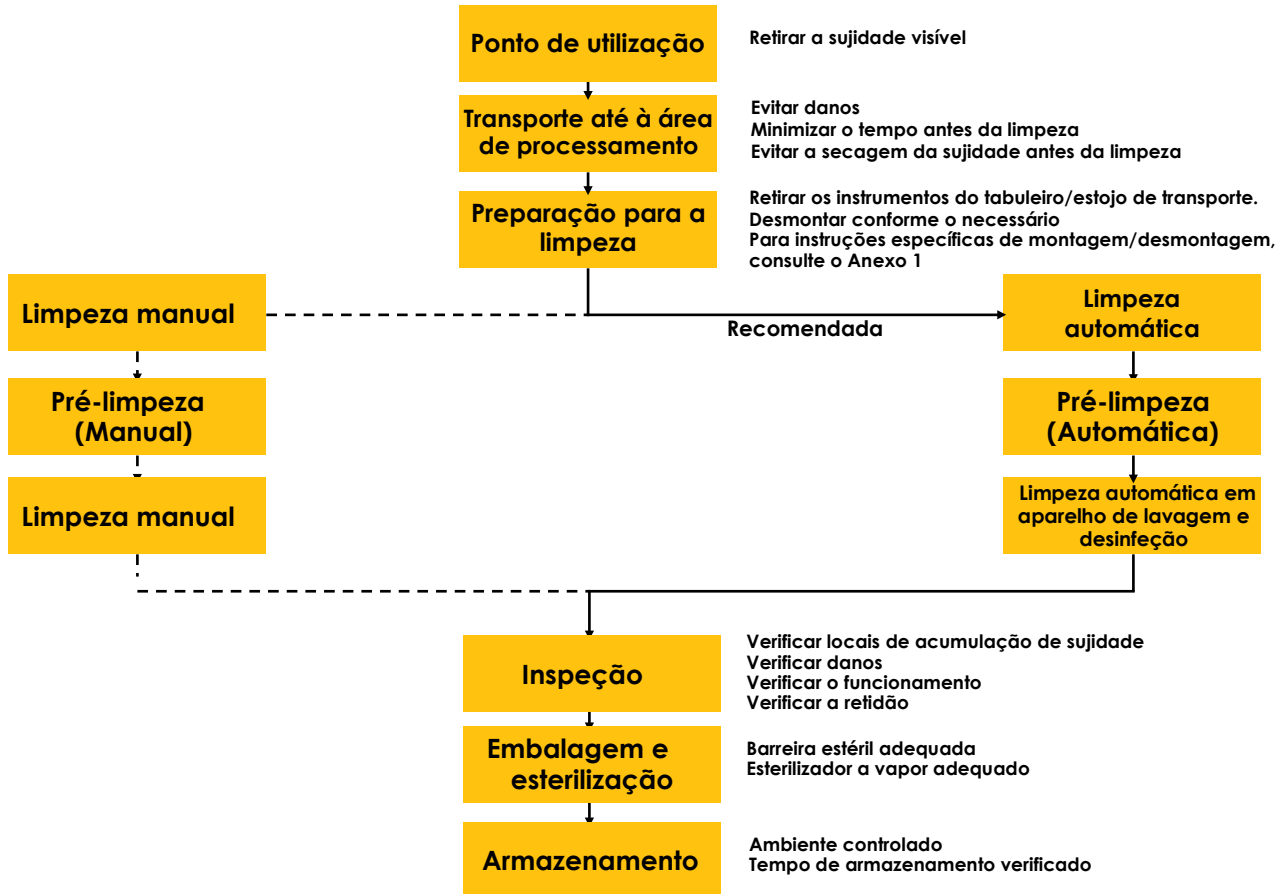 Ponto de utilização
Retirar a sujidade visível
Transporte até à área
de processamento
Evitar danos
Minimizar o tempo antes da limpeza
Evitar a secagem da sujidade antes da limpeza
Preparação para a
limpeza
Retirar os instrumentos do tabuleiro/estojo de transporte.
Desmontar conforme o necessário
Para instruções específicas de montagem/desmontagem,
consulte o Anexo 1
Limpeza manual
Recomendada
Limpeza
automática
Pré-limpeza
(Manual)
Pré-limpeza
(Automática)
Limpeza manual
Limpeza automática em
aparelho de lavagem e
desinfeção
Inspeção
Verificar locais de acumulação de sujidade
Verificar danos
Verificar o funcionamento
Verificar a retidão
Embalagem e
esterilização
Barreira estéril adequada
Esterilizador a vapor adequado
Armazenamento
Ambiente controlado
Tempo de armazenamento verificado